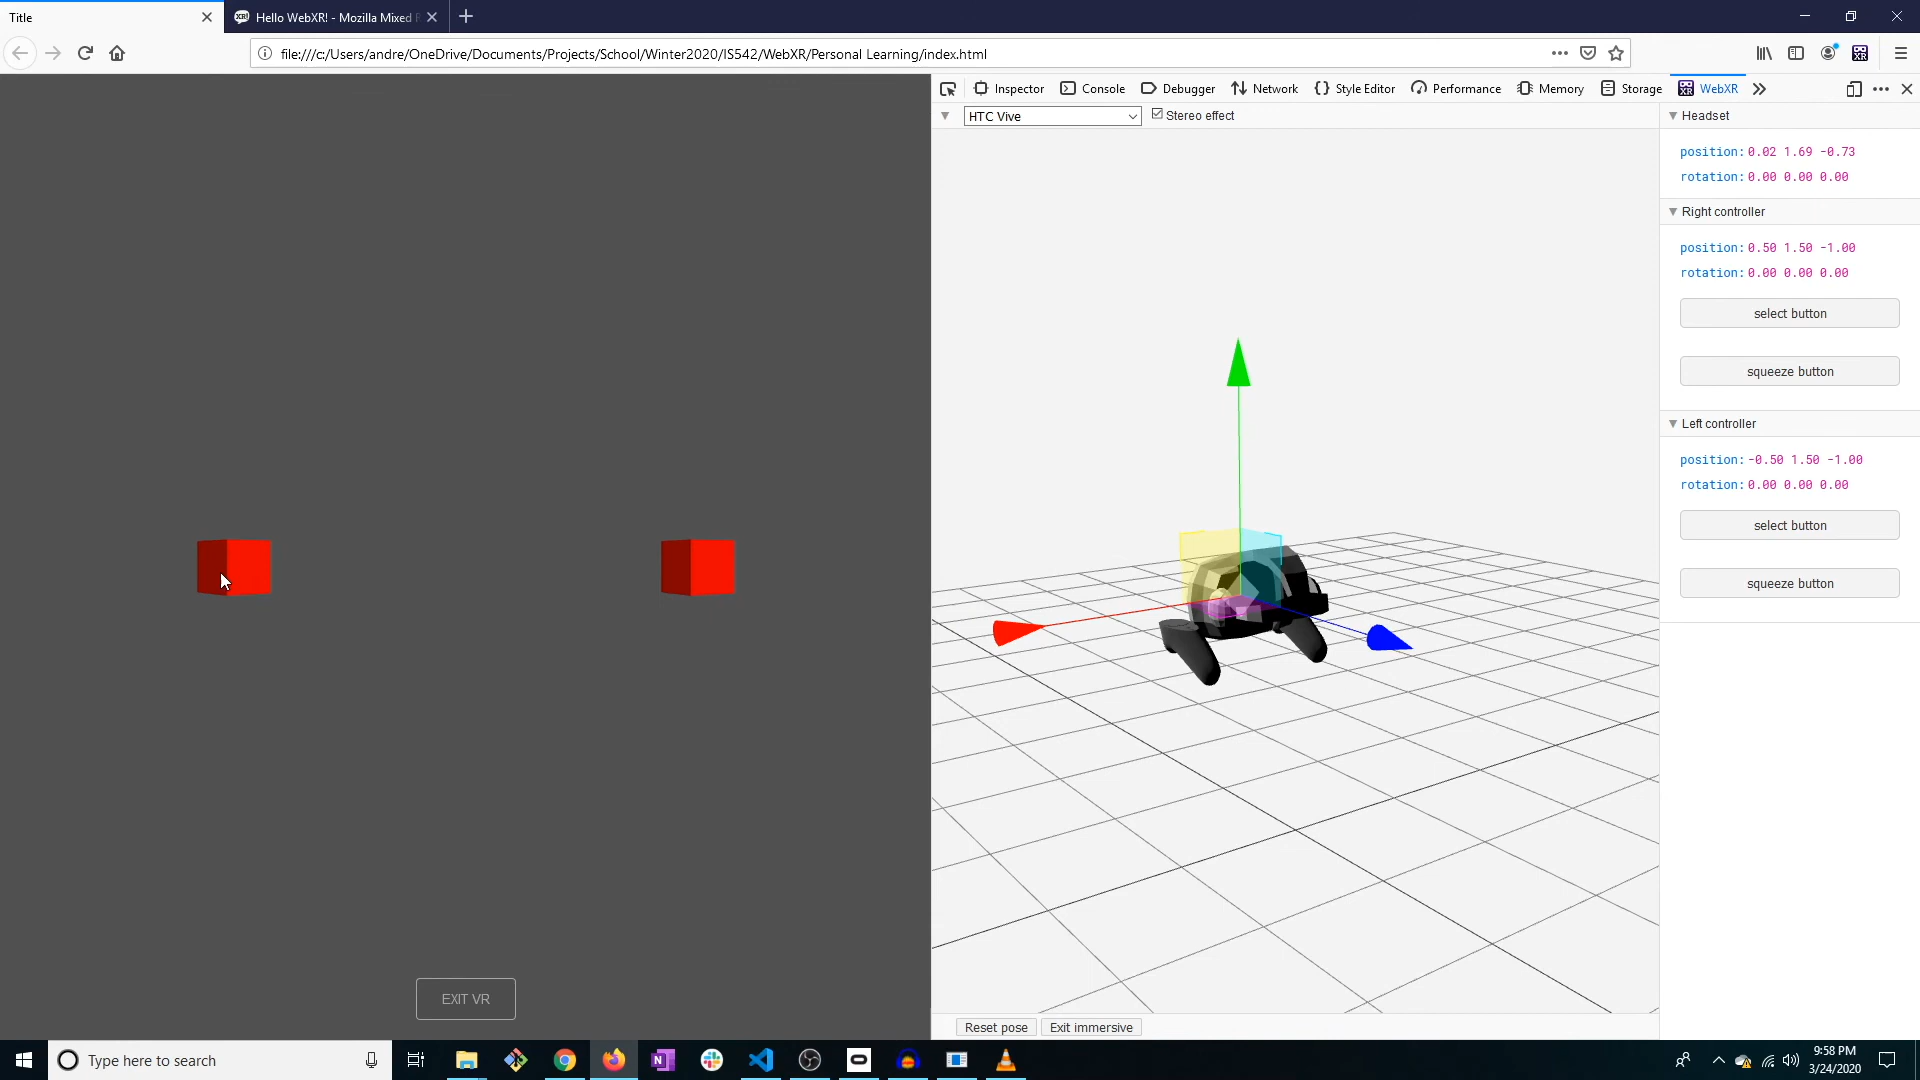 Title
Hello WebXR! - Mozilla Mixed R
file:///c:/Users/andre/OneDrive/Documents/Projects/School/Winter2020/IS542/WebXR/Personal Learning/index.html
Inspector Console Debugger Network Style Editor Performance Memory Storage WebXR
HTC Vive Stereo effect
Headset
position: 0.02 1.69 -0.73
rotation: 0.00 0.00 0.00
Right controller
position: 0.50 1.50 -1.00
rotation: 0.00 0.00 0.00
select button
squeeze button
Left controller
position: -0.50 1.50 -1.00
rotation: 0.00 0.00 0.00
select button
squeeze button
EXIT VR
Reset pose Exit immersive
Type here to search
9:58 PM
3/24/2020